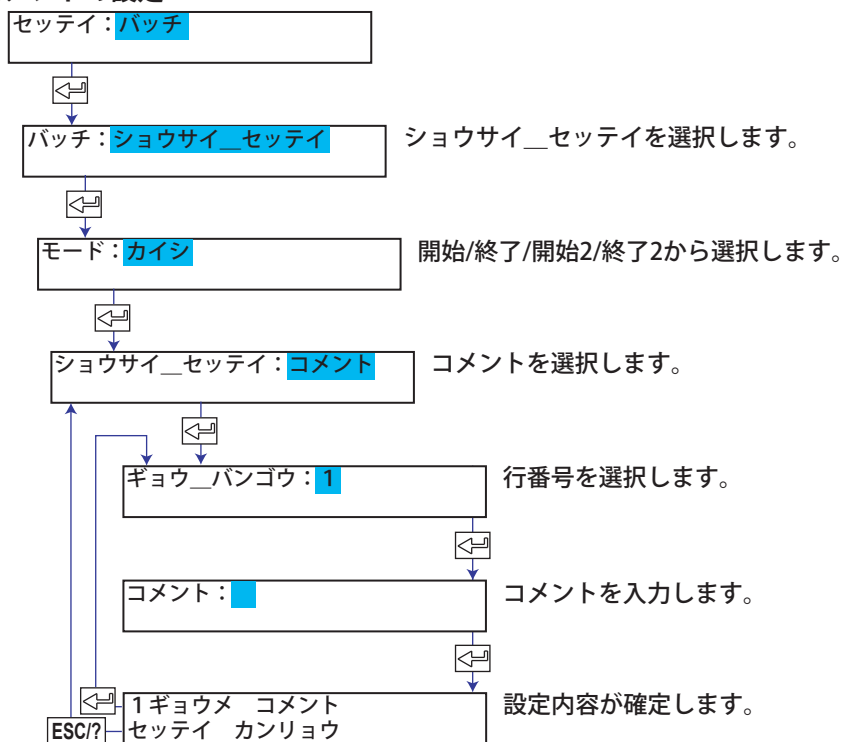 セッテイ：バッチ
バッチ：ショウサイ＿セッテイ
ショウサイ＿セッテイを選択します。
モード：カイシ
開始/終了/開始2/終了2から選択します。
ショウサイ＿セッテイ：コメント
コメントを選択します。
ギョウ＿バンゴウ：1
行番号を選択します。
コメント：
コメントを入力します。
1ギョウメ　コメント
設定内容が確定します。
ESC/?
セッテイ　カンリョウ